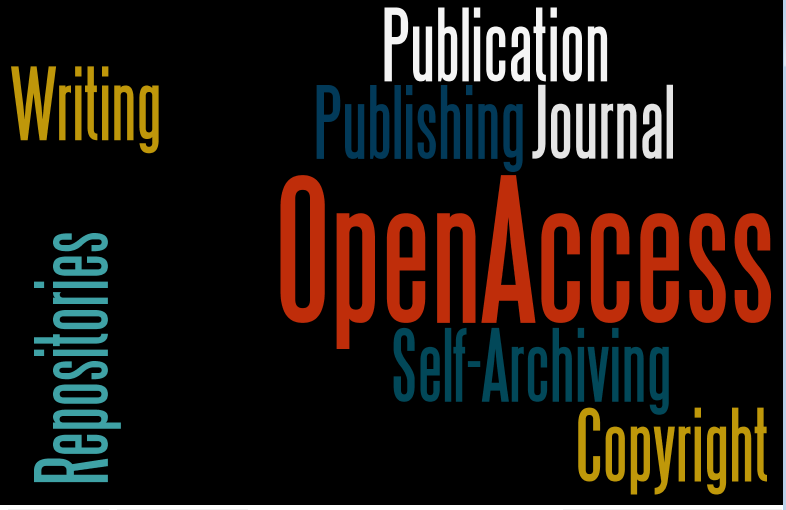 Publication
Writing
Publishing Journal
OpenAccess
Repositories
Self-Archiving
Copyright